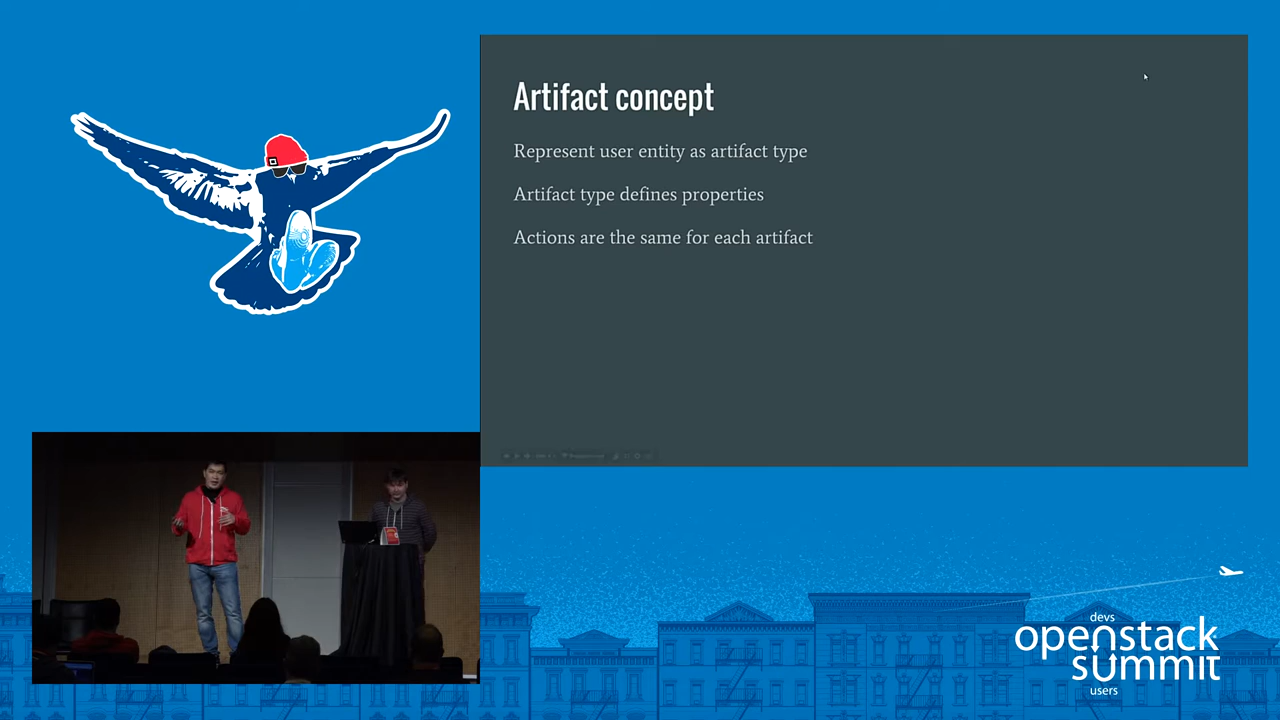 Artifact concept
Represent user entity as artifact type
Artifact type defines properties
Actions are the same for each artifact
devs
openstack
summit
users